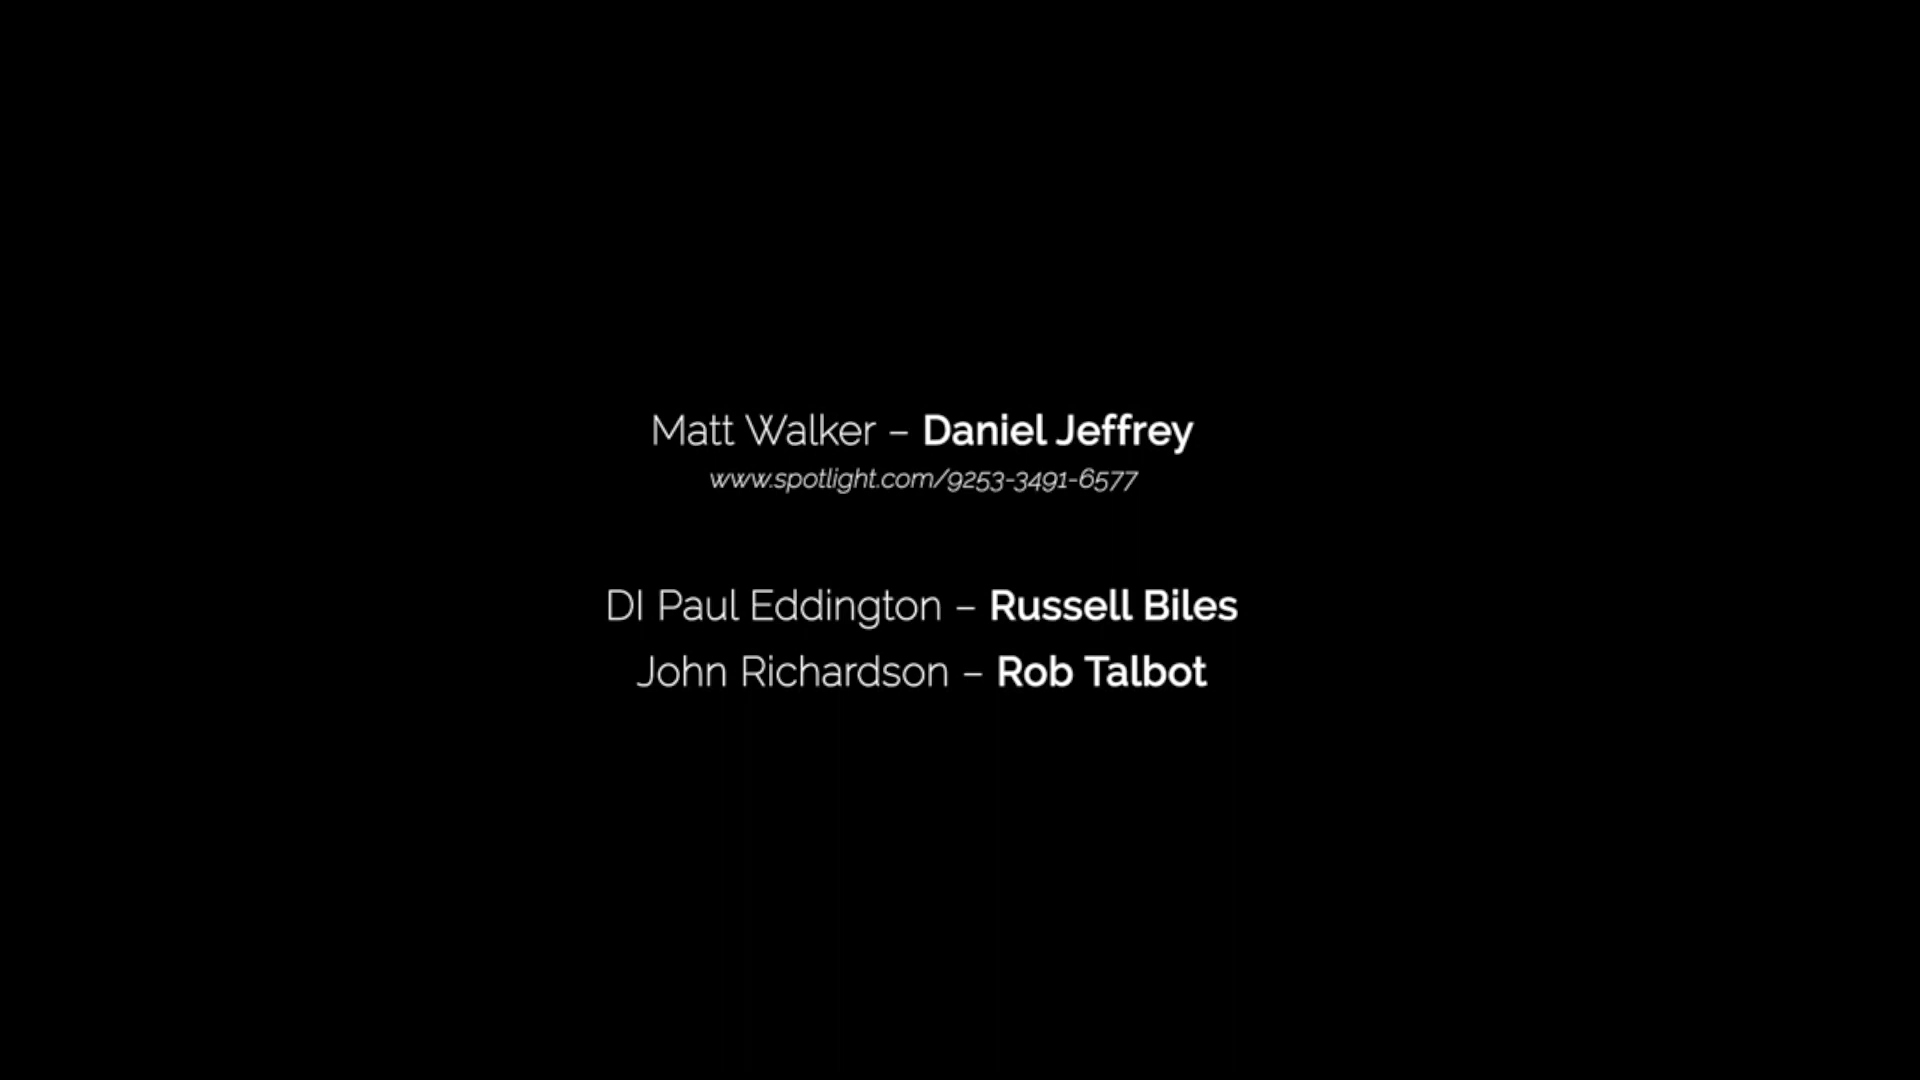 Matt Walker – Daniel Jeffrey
www.spotlight.com/9253-3491-6577
DI Paul Eddington – Russell Biles
John Richardson – Rob Talbot